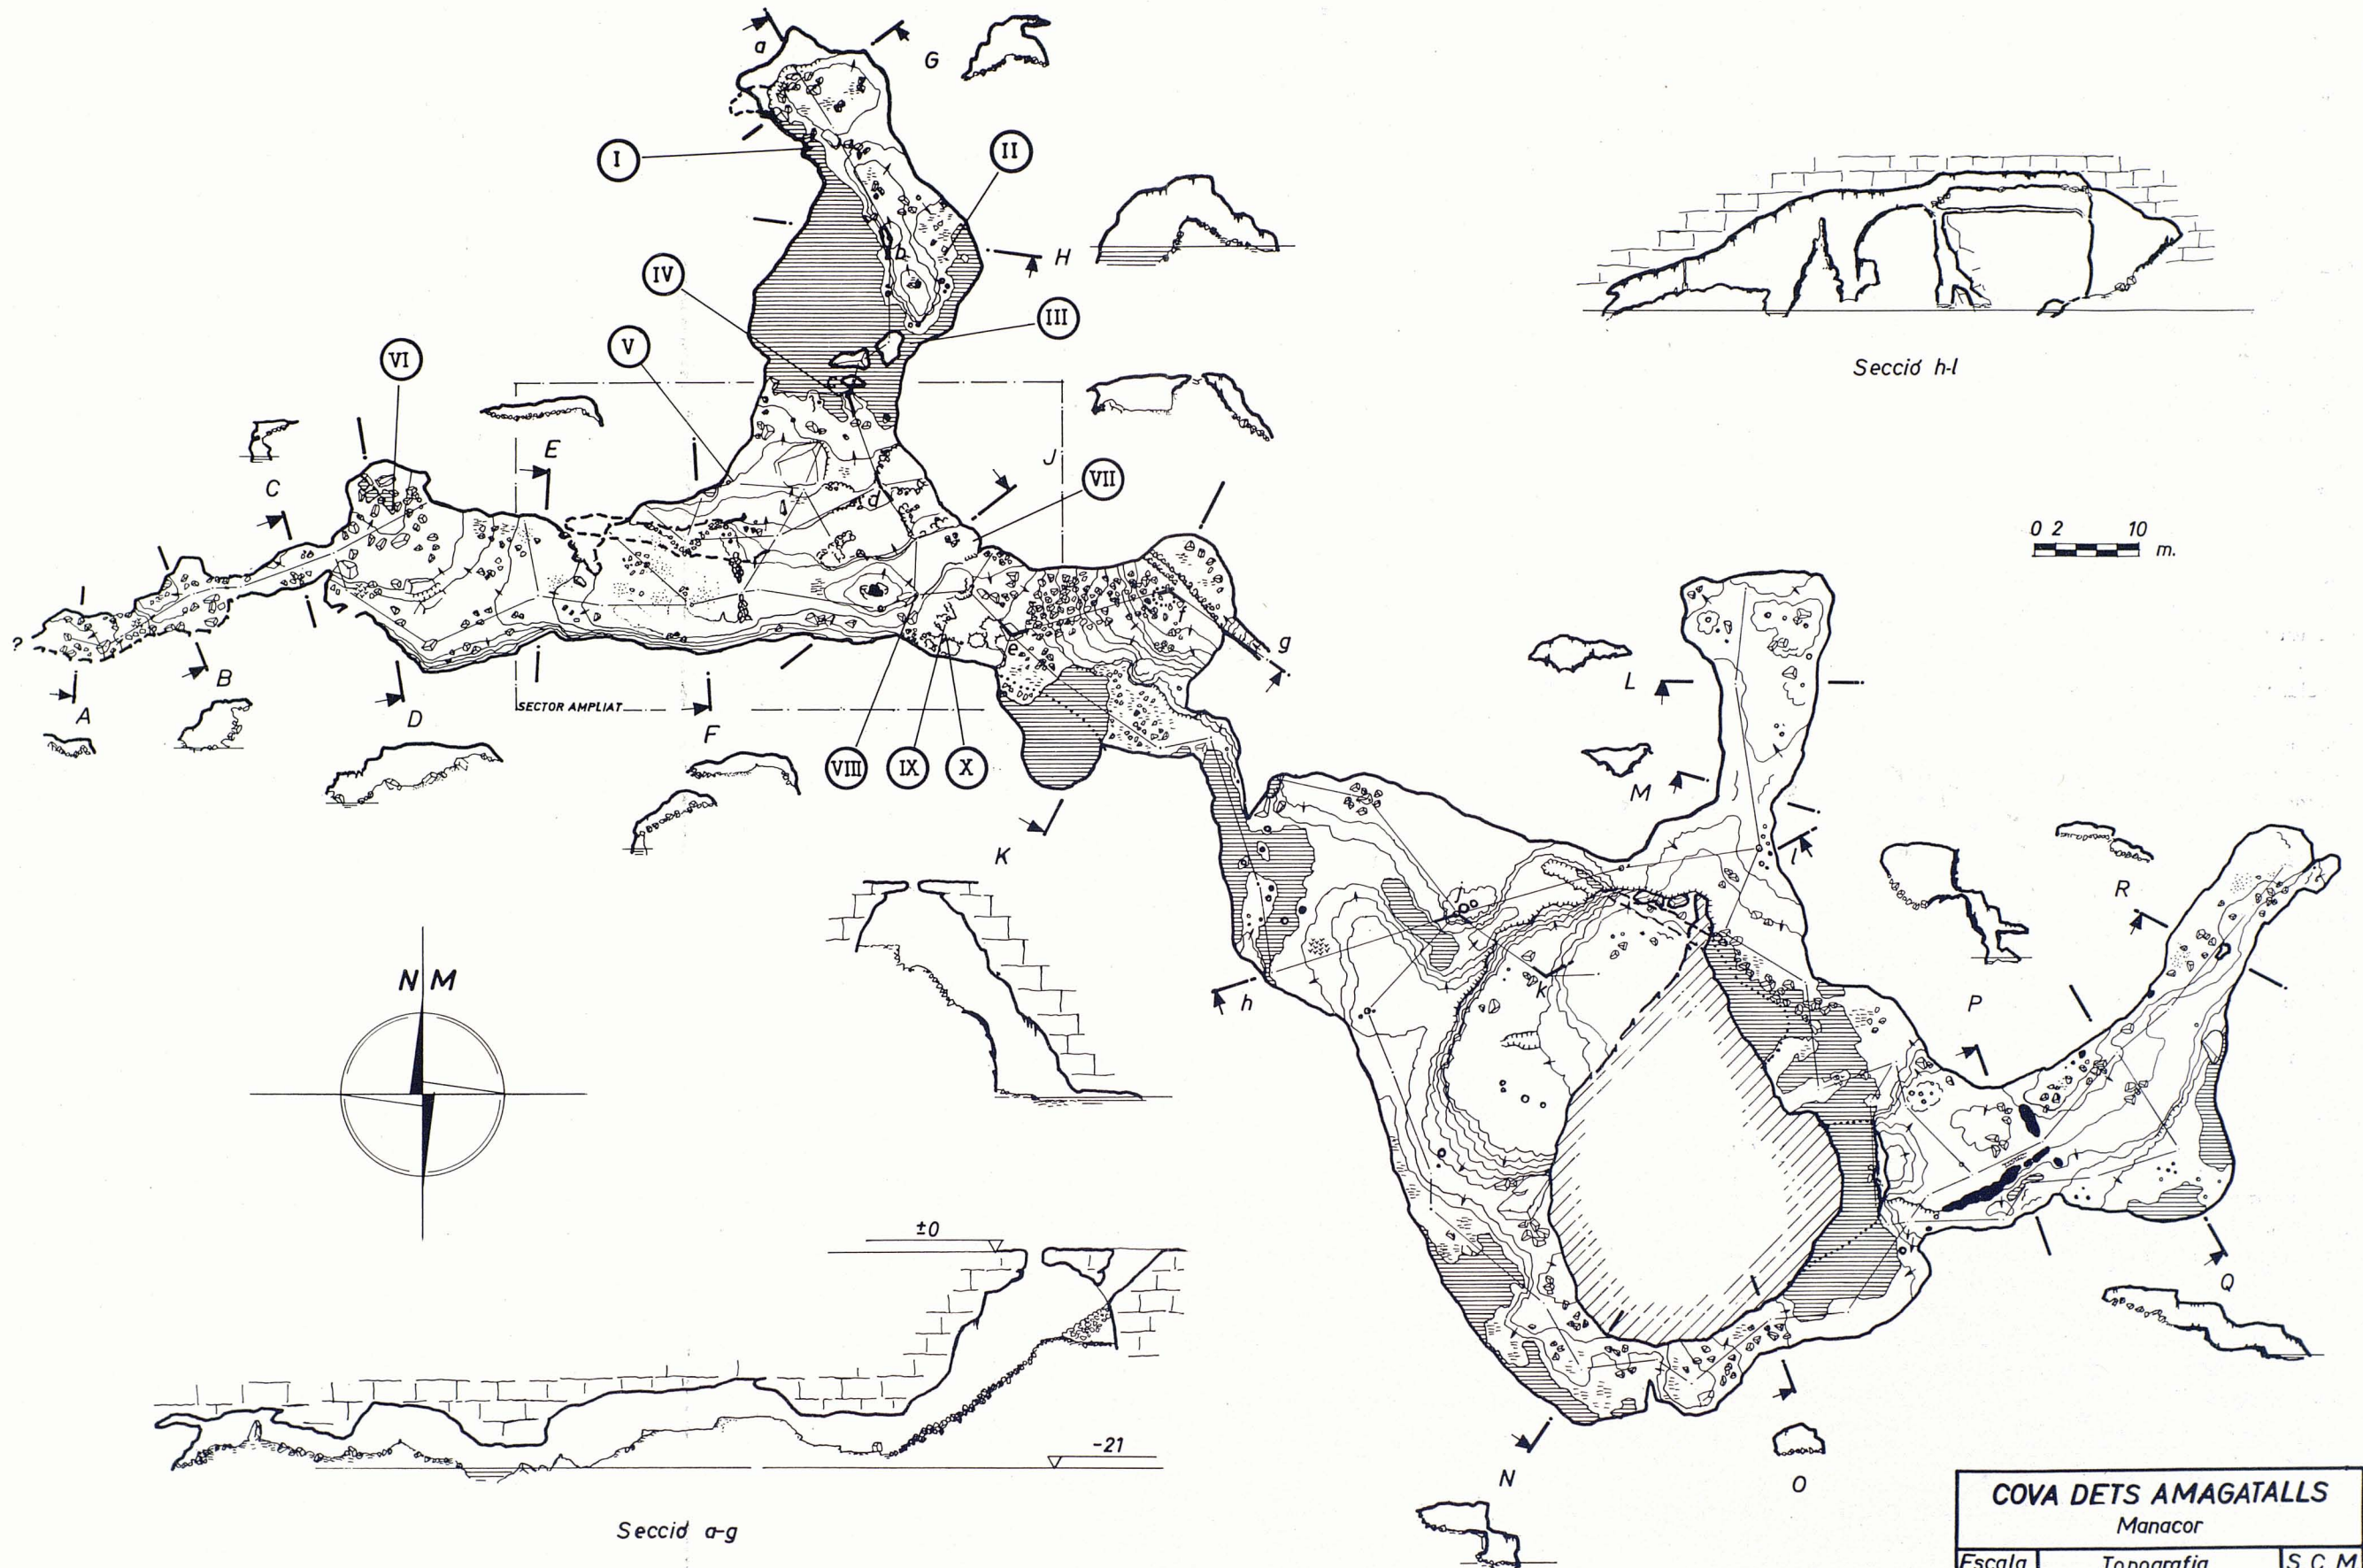 a
G
I
II
b
H
IV
III
V
VI
c
E
C
J
VII
d
Secció h-l
0 2 10 m.
?
B
A
D
SECTOR AMPLIAT
F
e
f
g
VIII
IX
X
K
L
M
l
j
k
h
R
P
Q
N M
±0
-21
Secció a-g
N
O
COVA DETS AMAGATALLS
Manacor
Escala
Topografia
S. C. M